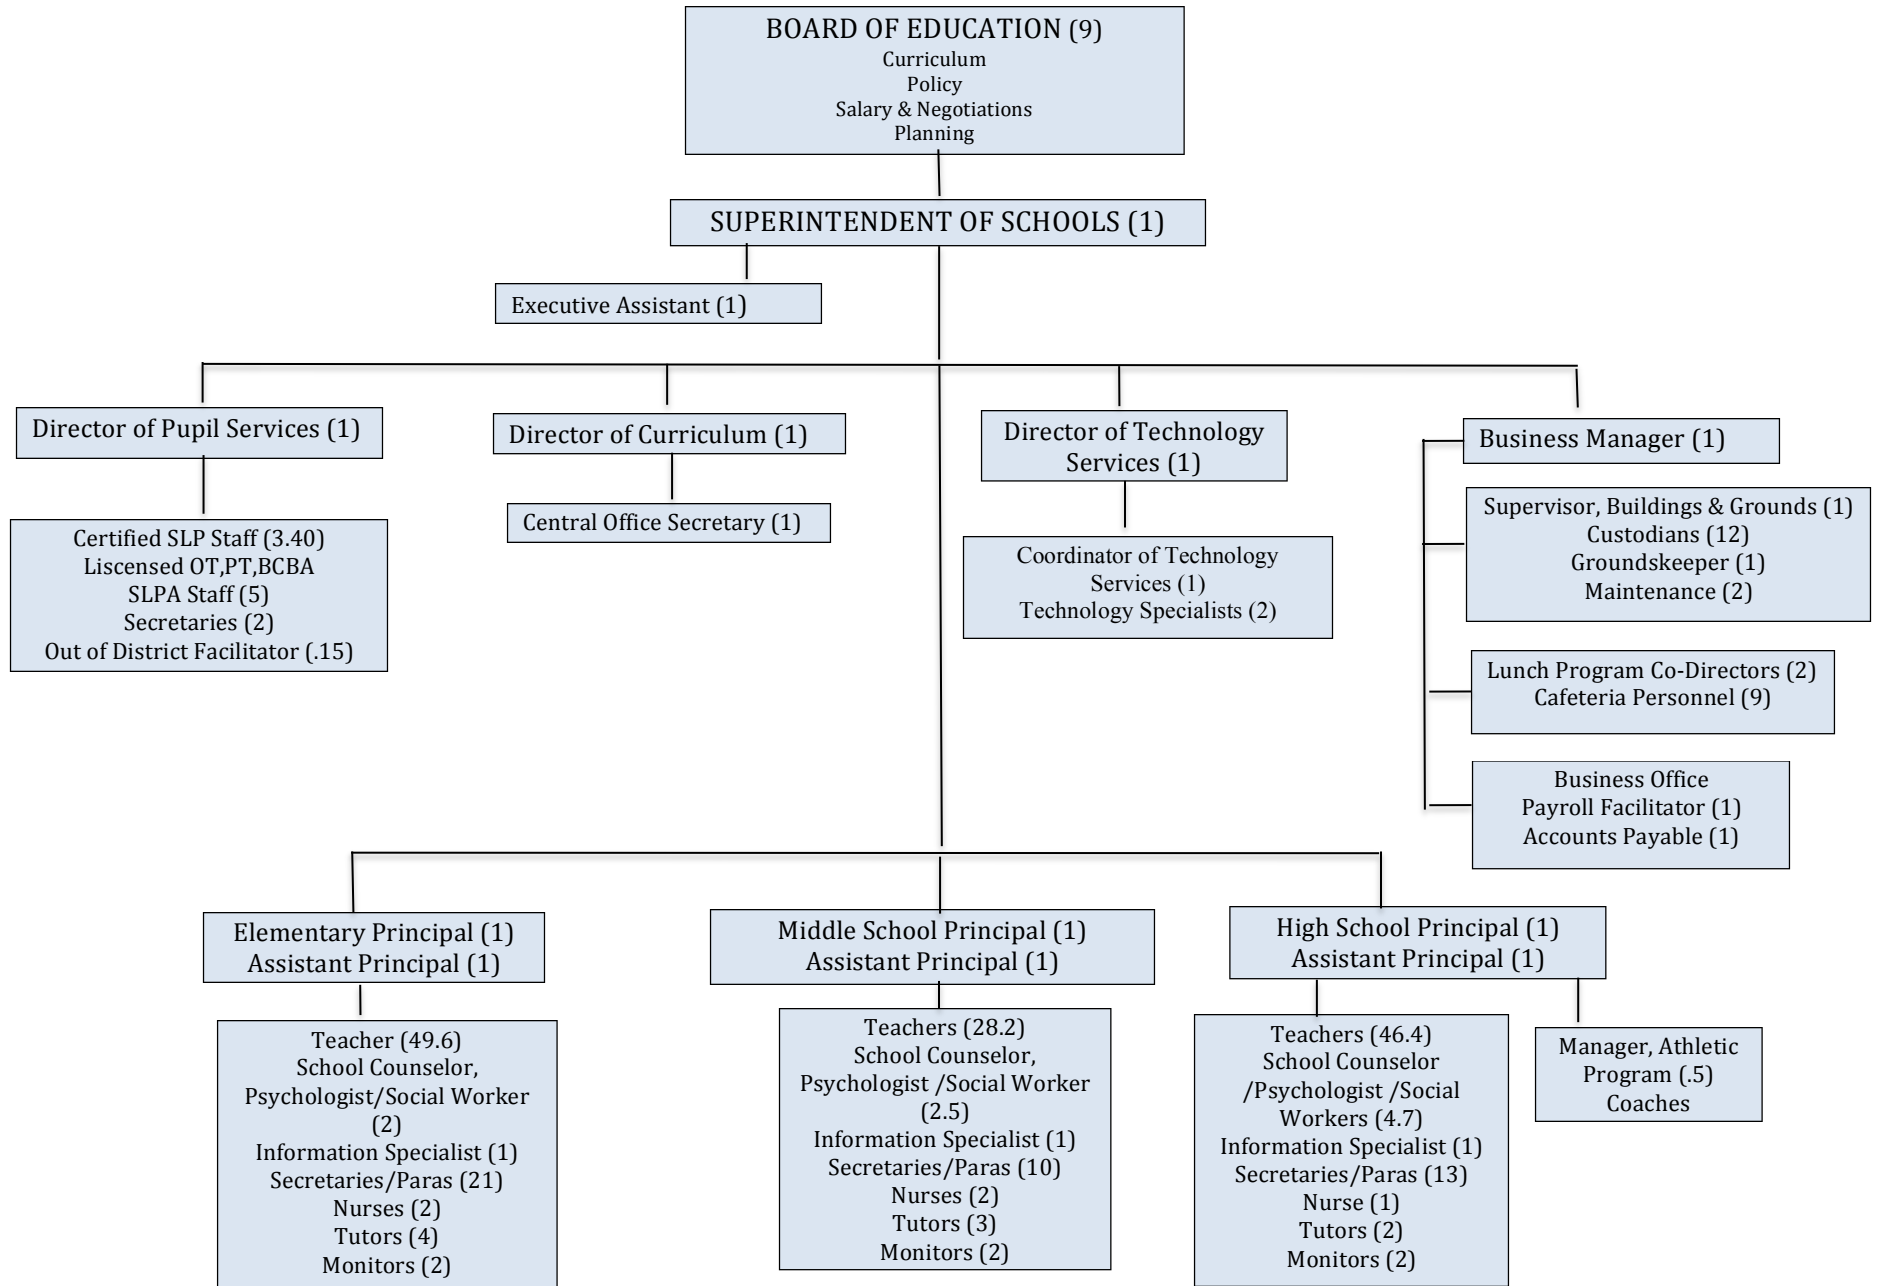 BOARD OF EDUCATION (9)
Curriculum
Policy
Salary & Negotiations
Planning
SUPERINTENDENT OF SCHOOLS (1)
Executive Assistant (1)
Director of Pupil Services (1)
Certified SLP Staff (3.40)
Liscensed OT,PT,BCBA
SLPA Staff (5)
Secretaries (2)
Out of District Facilitator (.15)
Director of Curriculum (1)
Central Office Secretary (1)
Director of Technology
Services (1)
Coordinator of Technology
Services (1)
Technology Specialists (2)
Business Manager (1)
Supervisor, Buildings & Grounds (1)
Custodians (12)
Groundskeeper (1)
Maintenance (2)
Lunch Program Co-Directors (2)
Cafeteria Personnel (9)
Business Office
Payroll Facilitator (1)
Accounts Payable (1)
Elementary Principal (1)
Assistant Principal (1)
Teacher (49.6)
School Counselor,
Psychologist/Social Worker
(2)
Information Specialist (1)
Secretaries/Paras (21)
Nurses (2)
Tutors (4)
Monitors (2)
Middle School Principal (1)
Assistant Principal (1)
Teachers (28.2)
School Counselor,
Psychologist /Social Worker
(2.5)
Information Specialist (1)
Secretaries/Paras (10)
Nurses (2)
Tutors (3)
Monitors (2)
High School Principal (1)
Assistant Principal (1)
Teachers (46.4)
School Counselor
/Psychologist /Social
Workers (4.7)
Information Specialist (1)
Secretaries/Paras (13)
Nurse (1)
Tutors (2)
Monitors (2)
Manager, Athletic
Program (.5)
Coaches